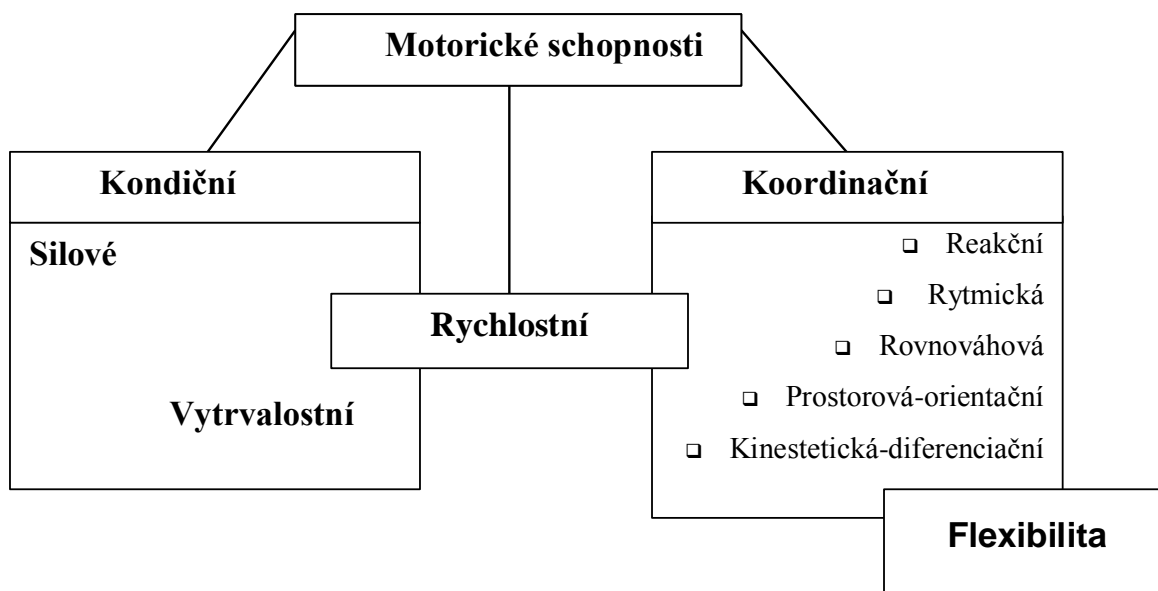 Motorické schopnosti
Kondiční
Silové
Vytrvalostní
Rychlostní
Koordinační
Reakční
Rytmická
Rovnováhová
Prostorová-orientační
Kinestetická-diferenciační
Flexibilita